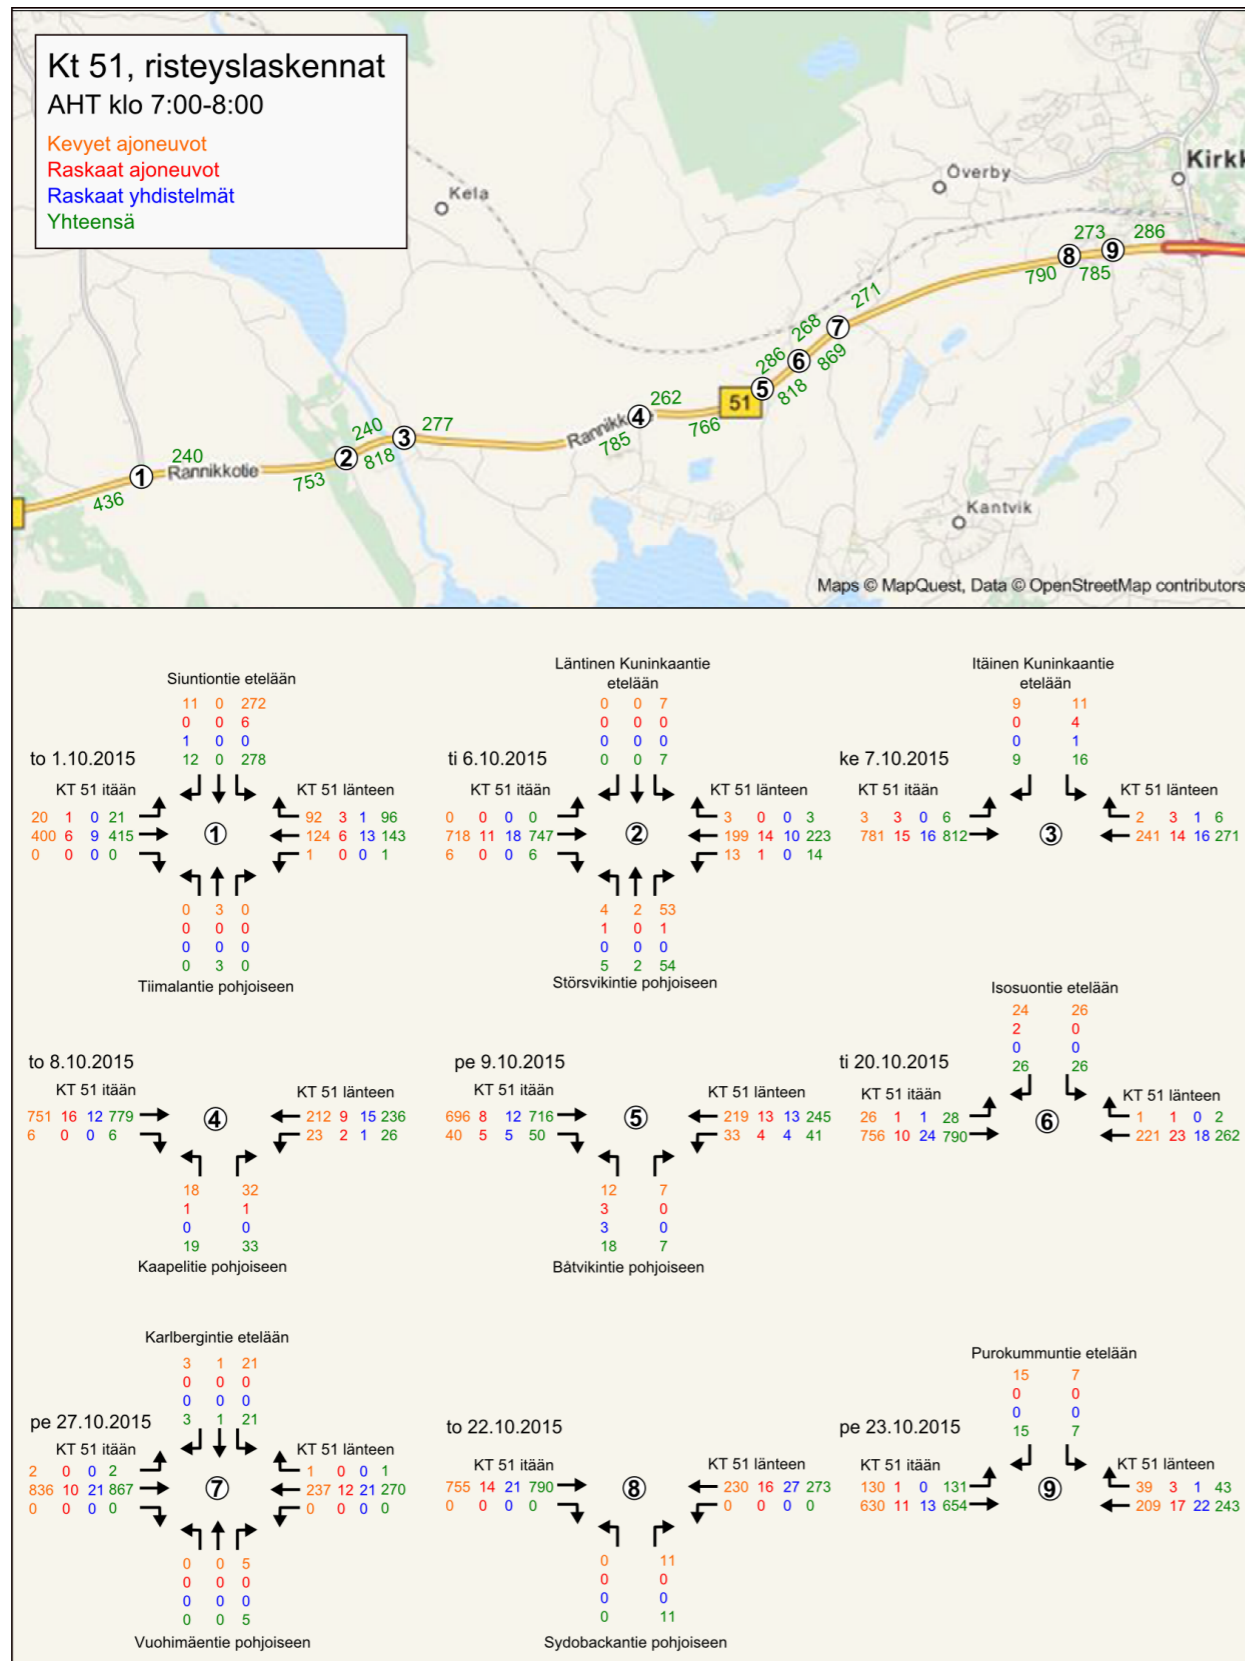 Kt 51, risteyslaskennat
AHT klo 7:00-8:00
Kevyet ajoneuvot
Raskaat ajoneuvot
Raskaat yhdistelmät
Yhteensä
Kela
Överby
273 286
8 9
790 785
271
268
7
286
6
869
5
818
51
262
4
Rannikk e
785
766
240
3
277
2
818
240
1
Rannikkotie
753
436
Kantvik
Maps © MapQuest, Data © OpenStreetMap contributors
Siuntiontie etelään
11 0 272
0 0 6
1 0 0
12 0 278
to 1.10.2015
KT 51 itään
KT 51 länteen
20 1 0 21
92 3 1 96
400 6 9 415
1
124 6 13 143
0 0 0 0
1 0 0 1
0 3 0
0 0 0
0 0 0
0 3 0
Tiimalantie pohjoiseen
Läntinen Kuninkaantie
etelään
0 0 7
0 0 0
0 0 0
0 0 7
ti 6.10.2015
KT 51 itään
KT 51 länteen
0 0 0 0
3 0 0 3
718 11 18 747
2
199 14 10 223
6 0 0 6
13 1 0 14
4 2 53
1 0 1
0 0 0
5 2 54
Störsvikintie pohjoiseen
Itäinen Kuninkaantie
etelään
9 11
0 4
0 1
9 16
ke 7.10.2015
KT 51 itään
KT 51 länteen
3 3 0 6
2 3 1 6
781 15 16 812
3
241 14 16 271
to 8.10.2015
KT 51 itään
KT 51 länteen
751 16 12 779
4
212 9 15 236
6 0 0 6
23 2 1 26
18 32
1 1
0 0
19 33
Kaapelitie pohjoiseen
pe 9.10.2015
KT 51 itään
KT 51 länteen
696 8 12 716
5
219 13 13 245
40 5 5 50
33 4 4 41
12 7
3 0
3 0
18 7
Båtvikintie pohjoiseen
Isosuontie etelään
24 26
2 0
0 0
26 26
ti 20.10.2015
KT 51 itään
KT 51 länteen
26 1 1 28
1 1 0 2
756 10 24 790
6
221 23 18 262
Karlbergintie etelään
3 1 21
0 0 0
0 0 0
3 1 21
pe 27.10.2015
KT 51 itään
KT 51 länteen
2 0 0 2
1 0 0 1
836 10 21 867
7
237 12 21 270
0 0 0 0
0 0 0 0
0 0 5
0 0 0
0 0 0
0 0 5
Vuohimäentie pohjoiseen
to 22.10.2015
KT 51 itään
KT 51 länteen
755 14 21 790
8
230 16 27 273
0 0 0 0
0 0 0 0
0 11
0 0
0 0
0 11
Sydobackantie pohjoiseen
Purokummuntie etelään
15 7
0 0
0 0
15 7
pe 23.10.2015
KT 51 itään
KT 51 länteen
130 1 0 131
39 3 1 43
630 11 13 654
9
209 17 22 243